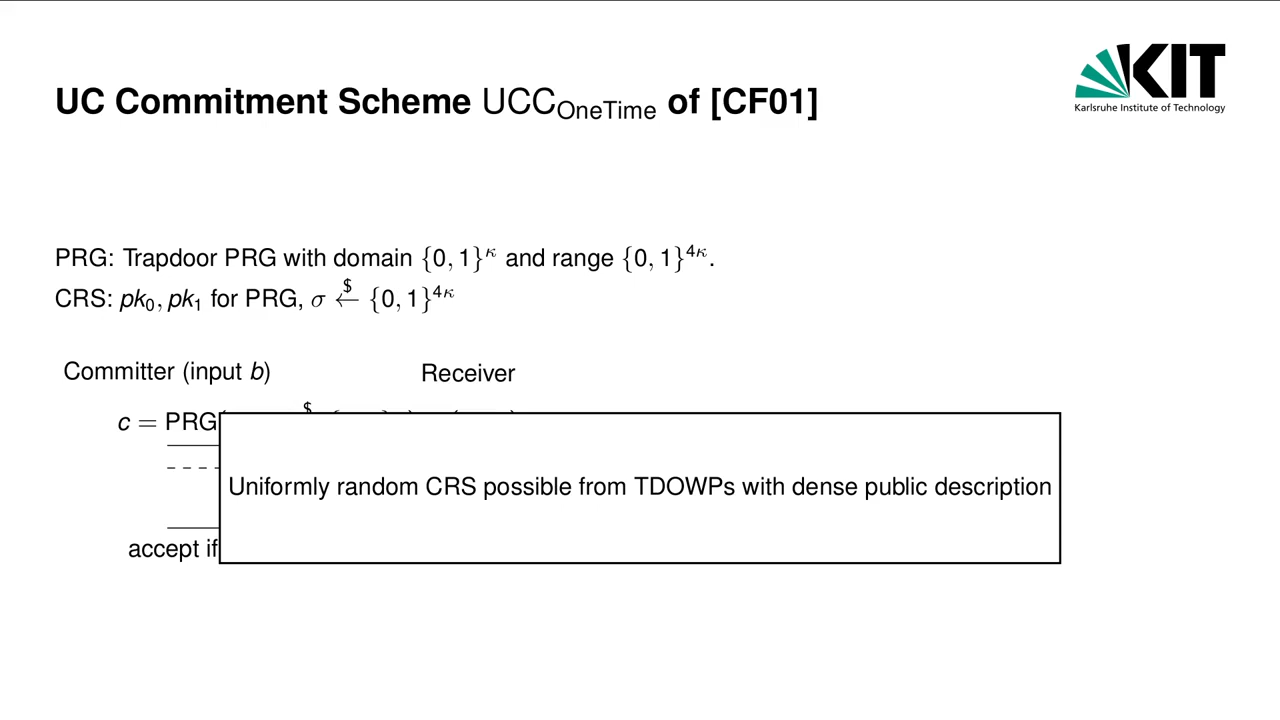 UC Commitment Scheme UCC_OneTime of [CF01]
KIT
Karlsruhe Institute of Technology
PRG: Trapdoor PRG with domain {0, 1}^κ and range {0, 1}^4κ.
CRS: pk_0, pk_1 for PRG, σ ←$ {0, 1}^4κ
Committer (input b)
Receiver
c = PRG
Uniformly random CRS possible from TDOWPs with dense public description
accept if